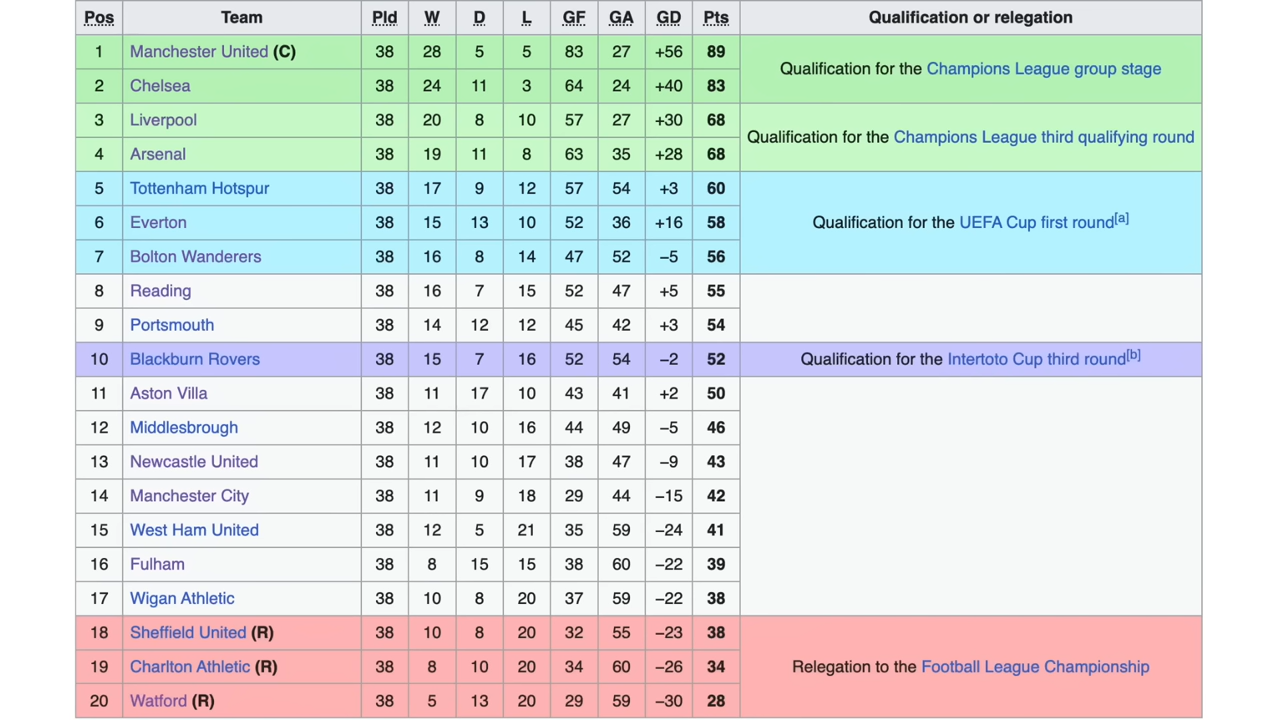 Pos Team Pld W D L GF GA GD Pts Qualification or relegation
1 Manchester United (C) 38 28 5 5 83 27 +56 89 Qualification for the Champions League group stage
2 Chelsea 38 24 11 3 64 24 +40 83
3 Liverpool 38 20 8 10 57 27 +30 68 Qualification for the Champions League third qualifying round
4 Arsenal 38 19 11 8 63 35 +28 68
5 Tottenham Hotspur 38 17 9 12 57 54 +3 60
6 Everton 38 15 13 10 52 36 +16 58 Qualification for the UEFA Cup first round[a]
7 Bolton Wanderers 38 16 8 14 47 52 −5 56
8 Reading 38 16 7 15 52 47 +5 55
9 Portsmouth 38 14 12 12 45 42 +3 54
10 Blackburn Rovers 38 15 7 16 52 54 −2 52 Qualification for the Intertoto Cup third round[b]
11 Aston Villa 38 11 17 10 43 41 +2 50
12 Middlesbrough 38 12 10 16 44 49 −5 46
13 Newcastle United 38 11 10 17 38 47 −9 43
14 Manchester City 38 11 9 18 29 44 −15 42
15 West Ham United 38 12 5 21 35 59 −24 41
16 Fulham 38 8 15 15 38 60 −22 39
17 Wigan Athletic 38 10 8 20 37 59 −22 38
18 Sheffield United (R) 38 10 8 20 32 55 −23 38
19 Charlton Athletic (R) 38 8 10 20 34 60 −26 34 Relegation to the Football League Championship
20 Watford (R) 38 5 13 20 29 59 −30 28